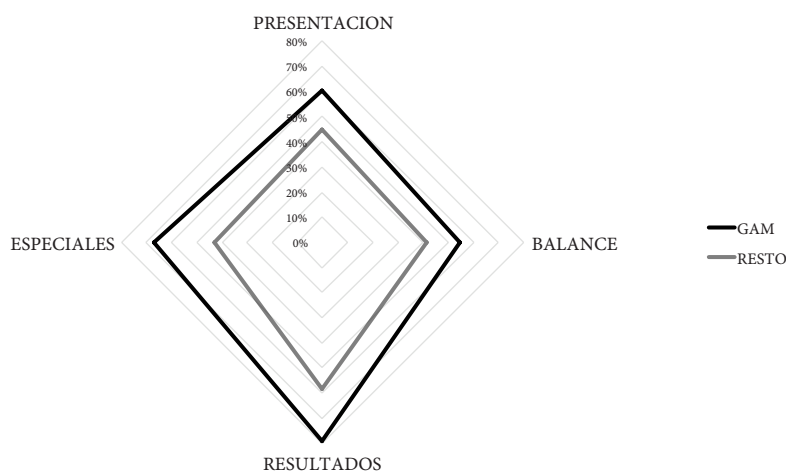 PRESENTACION
80%
70%
60%
50%
40%
30%
20%
10%
0%
ESPECIALES
BALANCE
GAM
RESTO
RESULTADOS